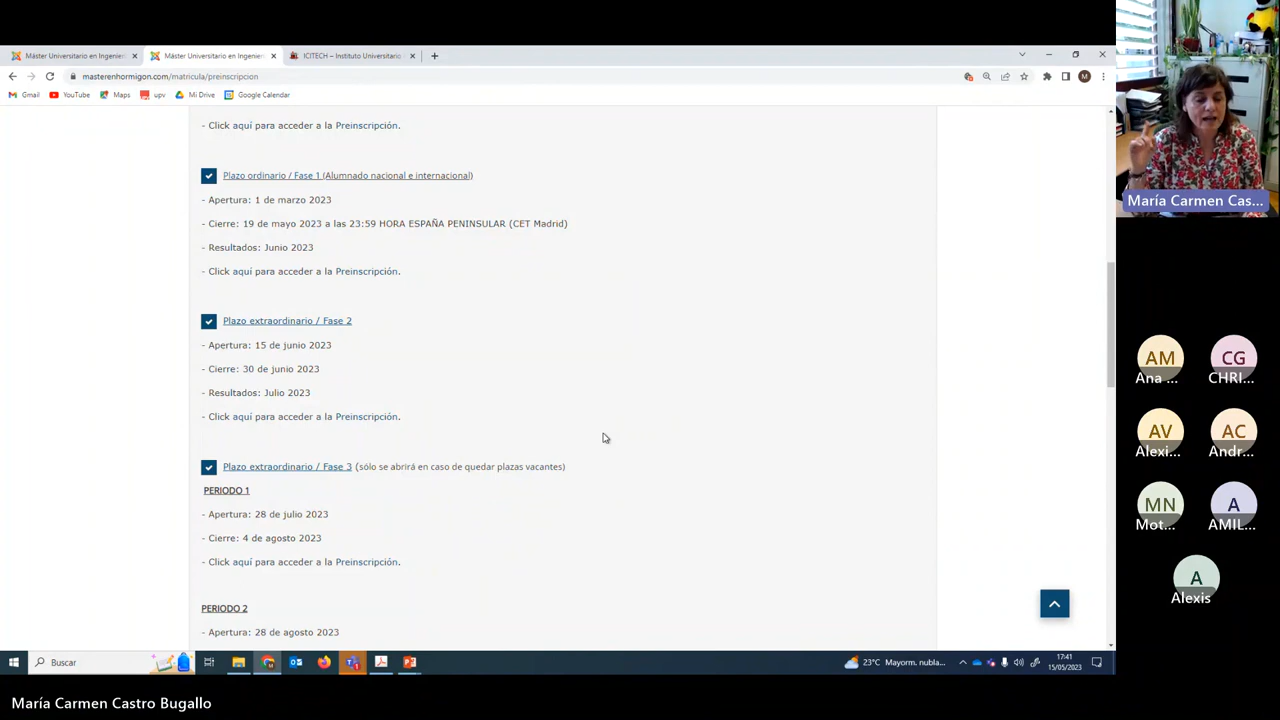 Máster Universitario en Ingenier
Máster Universitario en Ingenier
ICITECH – Instituto Universitario
masterenhormigon.com/matricula/preinscripcion
M
Gmail
YouTube
Maps
upv
Mi Drive
Google Calendar
- Click aquí para acceder a la Preinscripción.
Plazo ordinario / Fase 1 (Alumnado nacional e internacional)
- Apertura: 1 de marzo 2023
- Cierre: 19 de mayo 2023 a las 23:59 HORA ESPAÑA PENINSULAR (CET Madrid)
- Resultados: Junio 2023
- Click aquí para acceder a la Preinscripción.
Plazo extraordinario / Fase 2
- Apertura: 15 de junio 2023
- Cierre: 30 de junio 2023
- Resultados: Julio 2023
- Click aquí para acceder a la Preinscripción.
Plazo extraordinario / Fase 3 (sólo se abrirá en caso de quedar plazas vacantes)
PERIODO 1
- Apertura: 28 de julio 2023
- Cierre: 4 de agosto 2023
- Click aquí para acceder a la Preinscripción.
PERIODO 2
- Apertura: 28 de agosto 2023
Buscar
23°C Mayorm. nubla...
17:41
15/05/2023
María Carmen Cas...
AM
Ana ...
CG
CHRI...
AV
Alexi...
AC
Andr...
MN
Mot...
A
AMIL...
A
Alexis
María Carmen Castro Bugallo